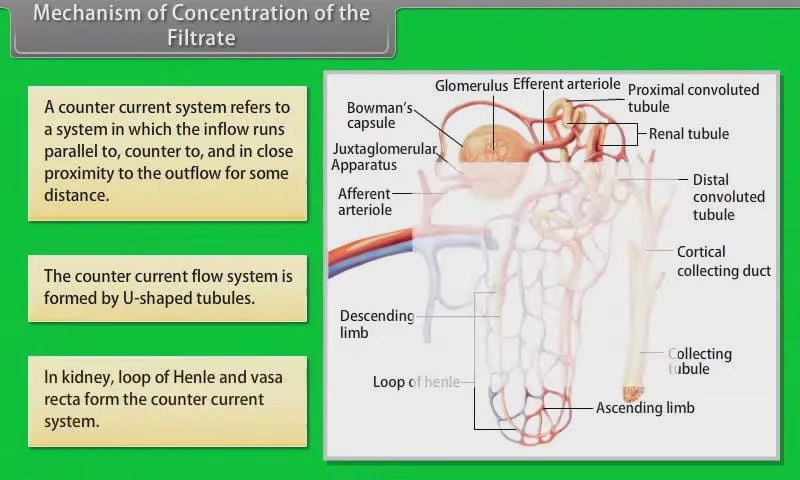 Mechanism of Concentration of the
Filtrate
A counter current system refers to
a system in which the inflow runs
parallel to, counter to, and in close
proximity to the outflow for some
distance.
The counter current flow system is
formed by U-shaped tubules.
In kidney, loop of Henle and vasa
recta form the counter current
system.
Glomerulus
Efferent arteriole
Proximal convoluted
tubule
Bowman's
capsule
Renal tubule
Juxtaglomerular
Apparatus
Afferent
arteriole
Distal
convoluted
tubule
Cortical
collecting duct
Descending
limb
Collecting
tubule
Loop of henle
Ascending limb